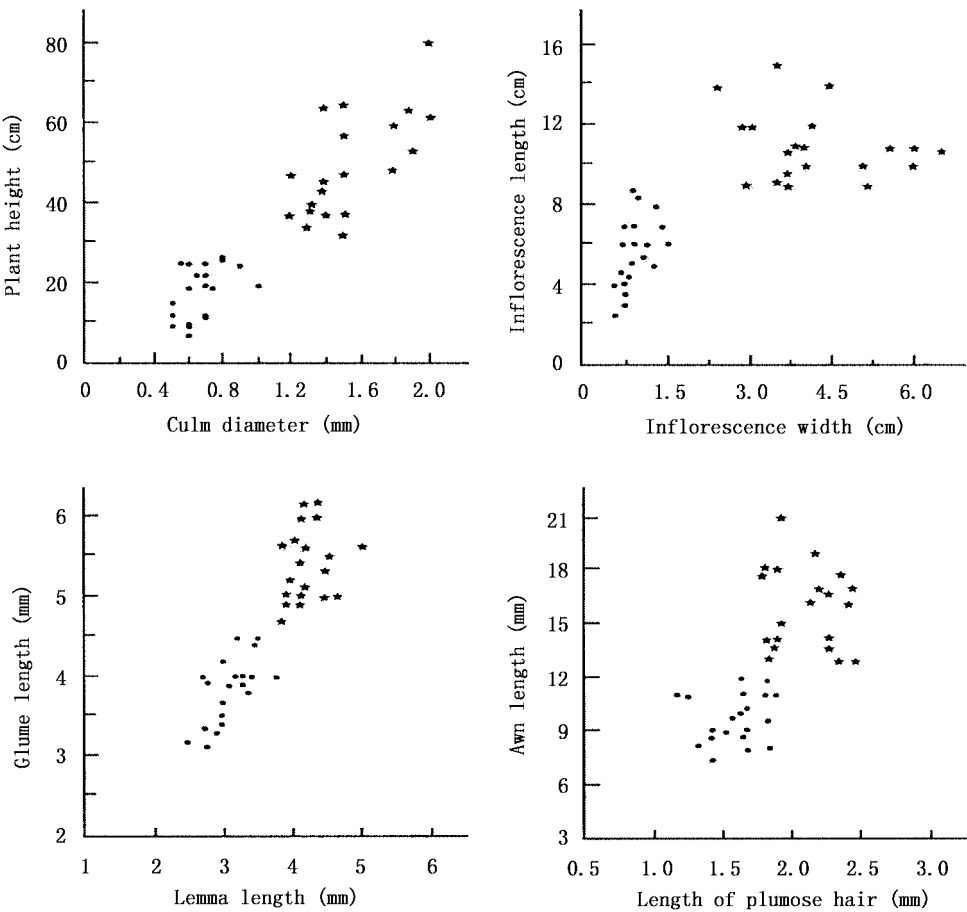 80
60
40
20
0
Plant height (cm)
0 0.4 0.8 1.2 1.6 2.0
Culm diameter (mm)
16
12
8
4
0
Inflorescence length (cm)
0 1.5 3.0 4.5 6.0
Inflorescence width (cm)
6
5
4
3
2
Glume length (mm)
1 2 3 4 5 6
Lemma length (mm)
21
18
15
12
9
6
3
Awn length (mm)
0.5 1.0 1.5 2.0 2.5 3.0
Length of plumose hair (mm)